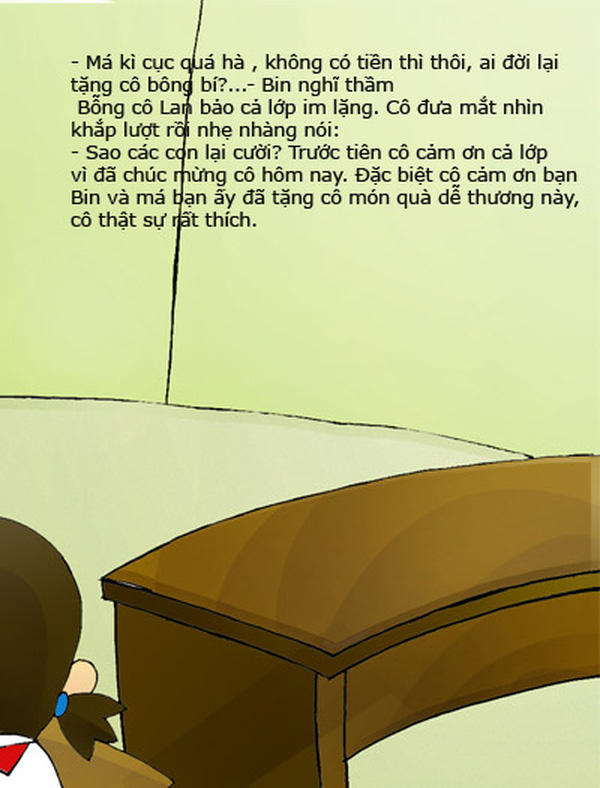 - Má kì cục quá hà , không có tiền thì thôi, ai đời lại
tặng cô bông bí?...- Bin nghĩ thầm
Bỗng cô Lan bảo cả lớp im lặng. Cô đưa mắt nhìn
khắp lượt rồi nhẹ nhàng nói:
- Sao các con lại cười? Trước tiên cô cảm ơn cả lớp
vì đã chúc mừng cô hôm nay. Đặc biệt cô cảm ơn bạn
Bin và má bạn ấy đã tặng cô món quà dễ thương này,
cô thật sự rất thích.